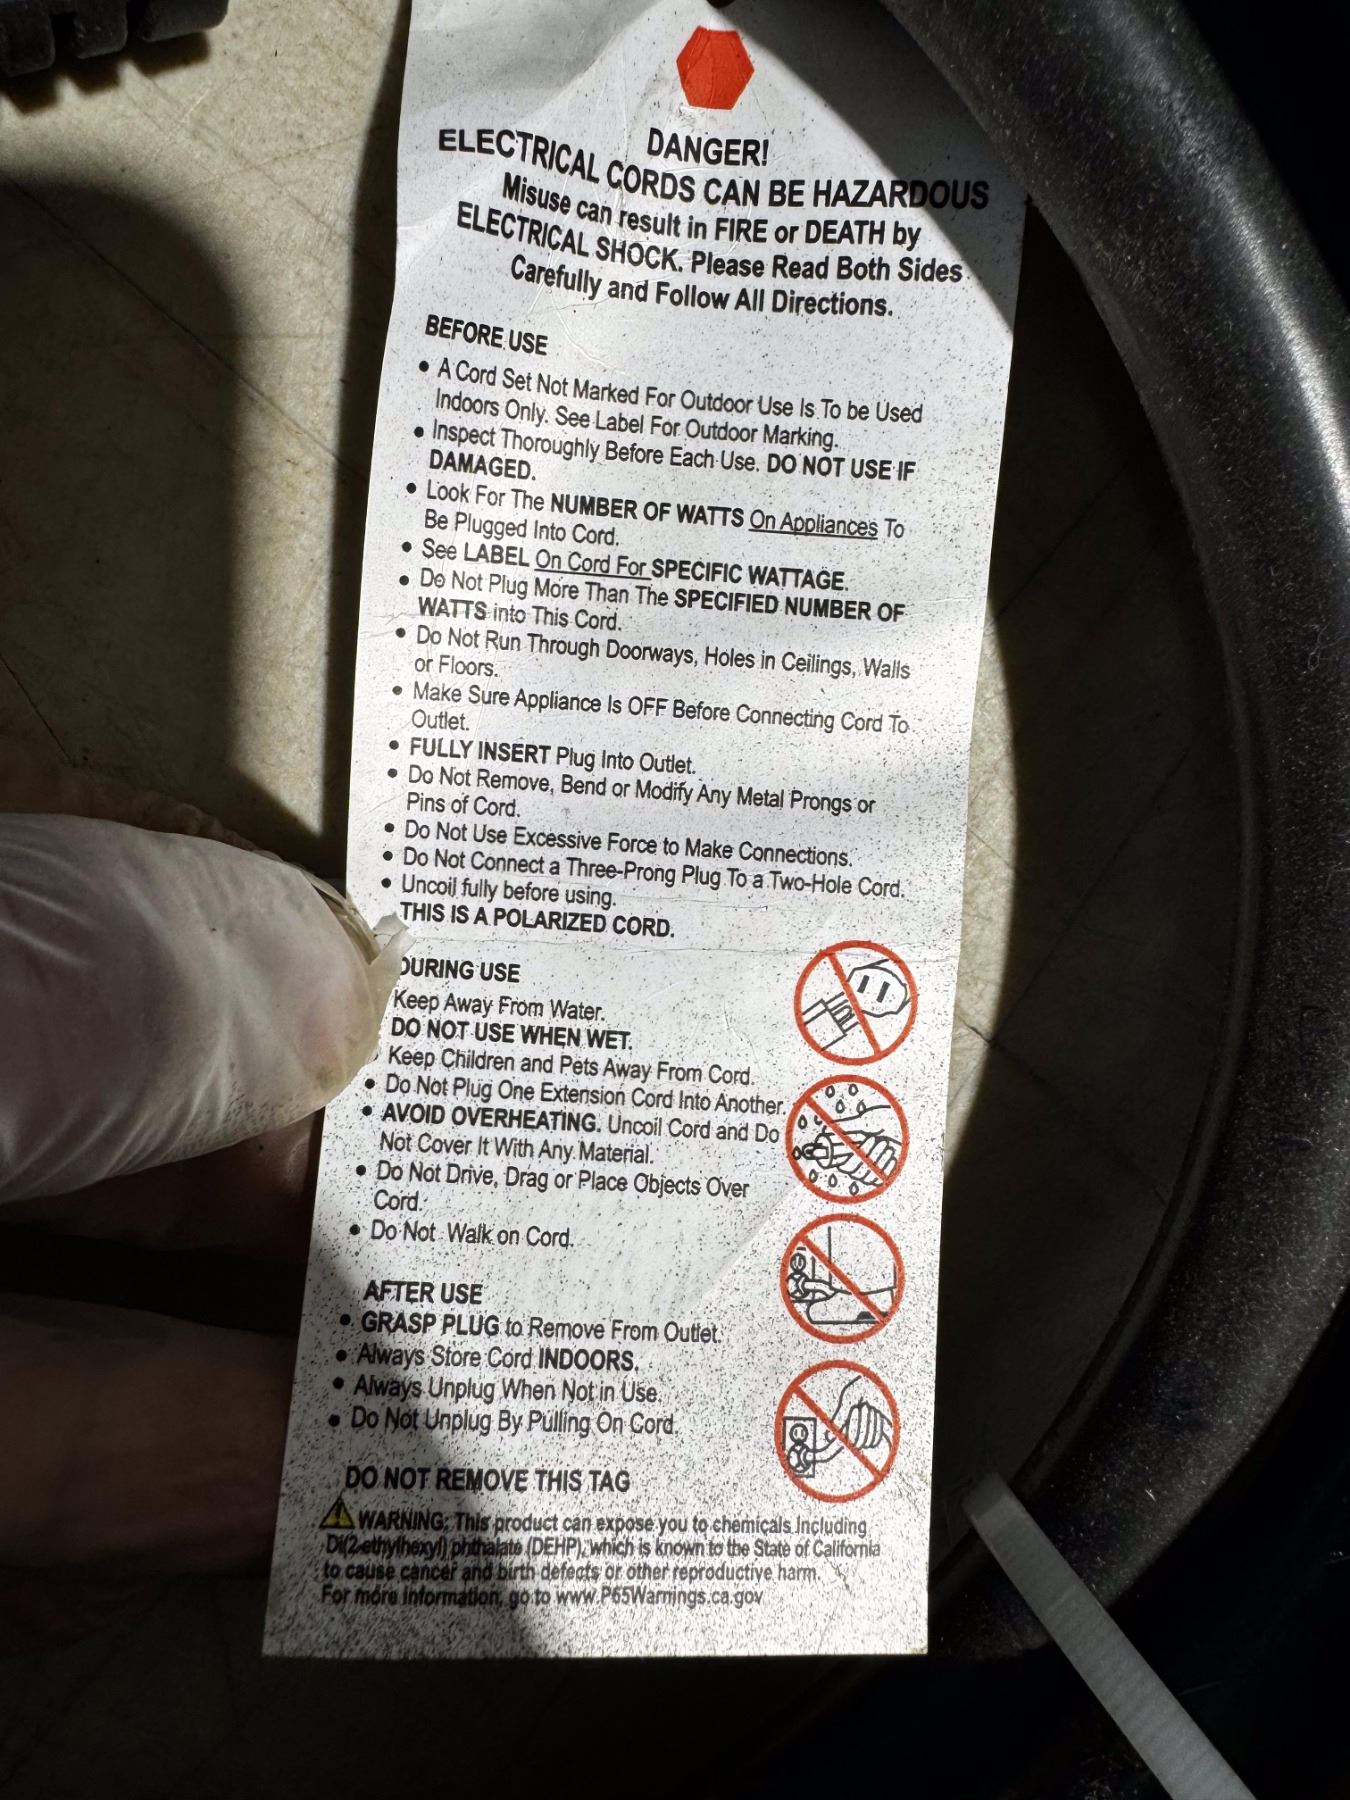 DANGER!
ELECTRICAL CORDS CAN BE HAZARDOUS
Misuse can result in FIRE or DEATH by
ELECTRICAL SHOCK. Please Read Both Sides
Carefully and Follow All Directions.
BEFORE USE
• A Cord Set Not Marked For Outdoor Use Is To be Used
Indoors Only. See Label For Outdoor Marking.
• Inspect Thoroughly Before Each Use. DO NOT USE IF
DAMAGED.
• Look For The NUMBER OF WATTS On Appliances To
Be Plugged Into Cord.
• See LABEL On Cord For SPECIFIC WATTAGE.
• Do Not Plug More Than The SPECIFIED NUMBER OF
WATTS into This Cord.
• Do Not Run Through Doorways, Holes in Ceilings, Walls
or Floors.
• Make Sure Appliance Is OFF Before Connecting Cord To
Outlet.
• FULLY INSERT Plug Into Outlet.
• Do Not Remove, Bend or Modify Any Metal Prongs or
Pins of Cord.
• Do Not Use Excessive Force to Make Connections.
• Do Not Connect a Three-Prong Plug To a Two-Hole Cord.
• Uncoil fully before using.
THIS IS A POLARIZED CORD.
DURING USE
Keep Away From Water.
DO NOT USE WHEN WET.
Keep Children and Pets Away From Cord.
• Do Not Plug One Extension Cord Into Another.
• AVOID OVERHEATING. Uncoil Cord and Do
Not Cover It With Any Material.
• Do Not Drive, Drag or Place Objects Over
Cord.
• Do Not Walk on Cord.
AFTER USE
• GRASP PLUG to Remove From Outlet.
• Always Store Cord INDOORS.
• Always Unplug When Not in Use.
• Do Not Unplug By Pulling On Cord.
DO NOT REMOVE THIS TAG
WARNING: This product can expose you to chemicals Including
Di(2-ethylhexyl) phthalate (DEHP), which is known to the State of California
to cause cancer and birth defects or other reproductive harm.
For more Information, go to www.P65Warnings.ca.gov